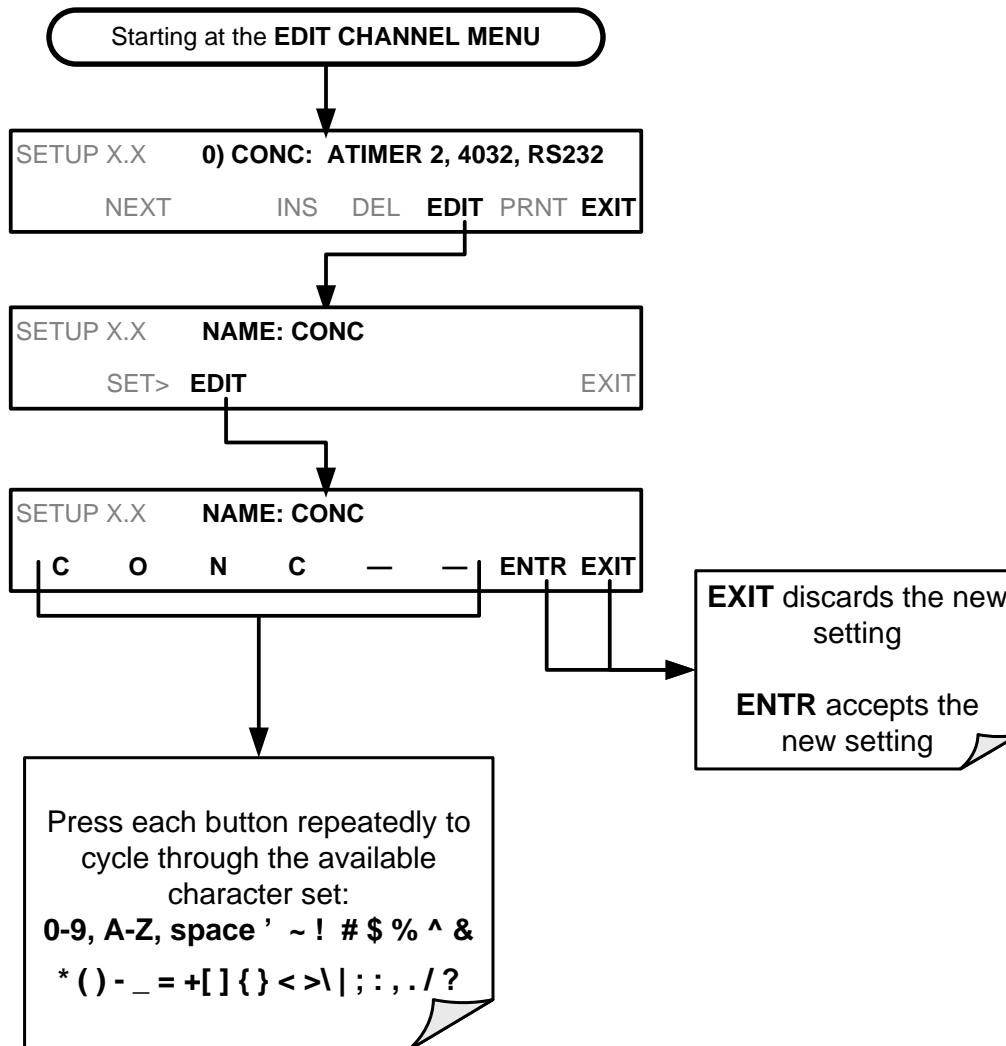 Starting at the EDIT CHANNEL MENU
SETUP X.X 0) CONC: ATIMER 2, 4032, RS232
NEXT INS DEL EDIT PRNT EXIT
SETUP X.X NAME: CONC
SET> EDIT EXIT
SETUP X.X NAME: CONC
C O N C — — ENTR EXIT
EXIT discards the new
setting
ENTR accepts the
new setting
Press each button repeatedly to
cycle through the available
character set:
0-9, A-Z, space ’ ~ ! # $ % ^ &
* ( ) - _ = +[ ] { } < >\ | ; : , . / ?